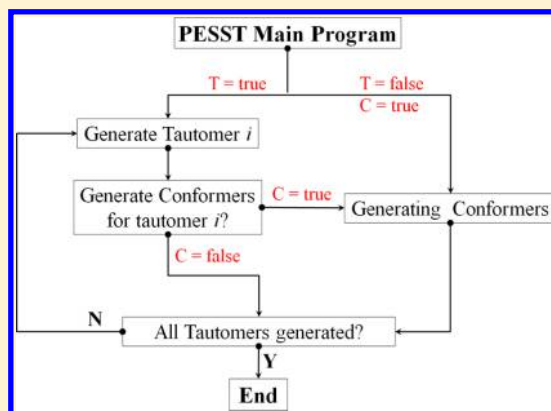 PESST Main Program
T = true
T = false
C = true
Generate Tautomer i
Generate Conformers
for tautomer i?
C = true
Generating Conformers
C = false
N
All Tautomers generated?
Y
End